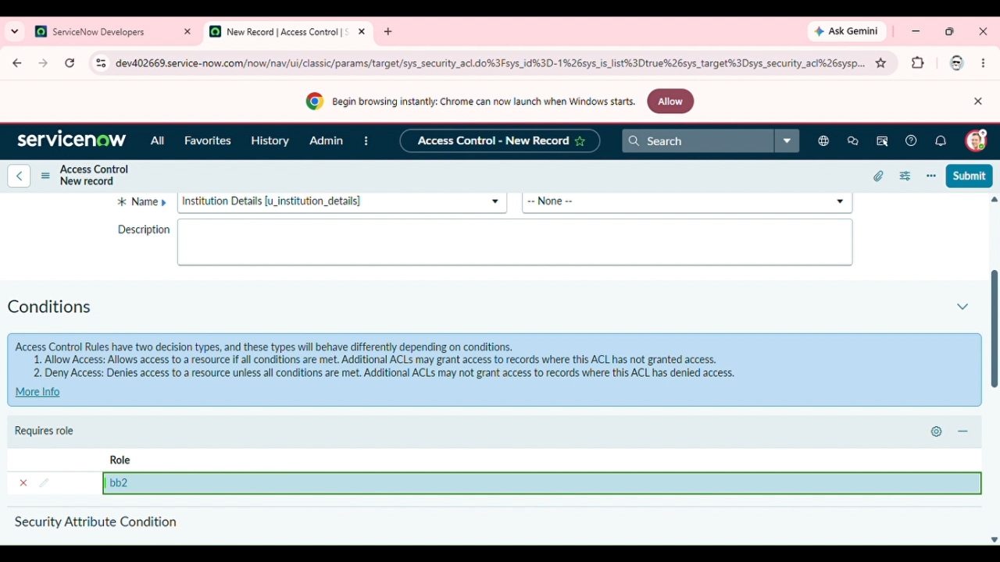 ServiceNow Developers
New Record | Access Control | S
Ask Gemini
dev402669.service-now.com/now/nav/ui/classic/params/target/sys_security_acl.do%3Fsys_id%3D-1%26sys_is_list%3Dtrue%26sys_target%3Dsys_security_acl%26sysp...
Begin browsing instantly: Chrome can now launch when Windows starts.
Allow
servicenow
All
Favorites
History
Admin
Access Control - New Record
Search
Access Control
New record
Submit
Name
Institution Details [u_institution_details]
-- None --
Description
Conditions
Access Control Rules have two decision types, and these types will behave differently depending on conditions.
1. Allow Access: Allows access to a resource if all conditions are met. Additional ACLs may grant access to records where this ACL has not granted access.
2. Deny Access: Denies access to a resource unless all conditions are met. Additional ACLs may not grant access to records where this ACL has denied access.
More Info
Requires role
Role
bb2
Security Attribute Condition